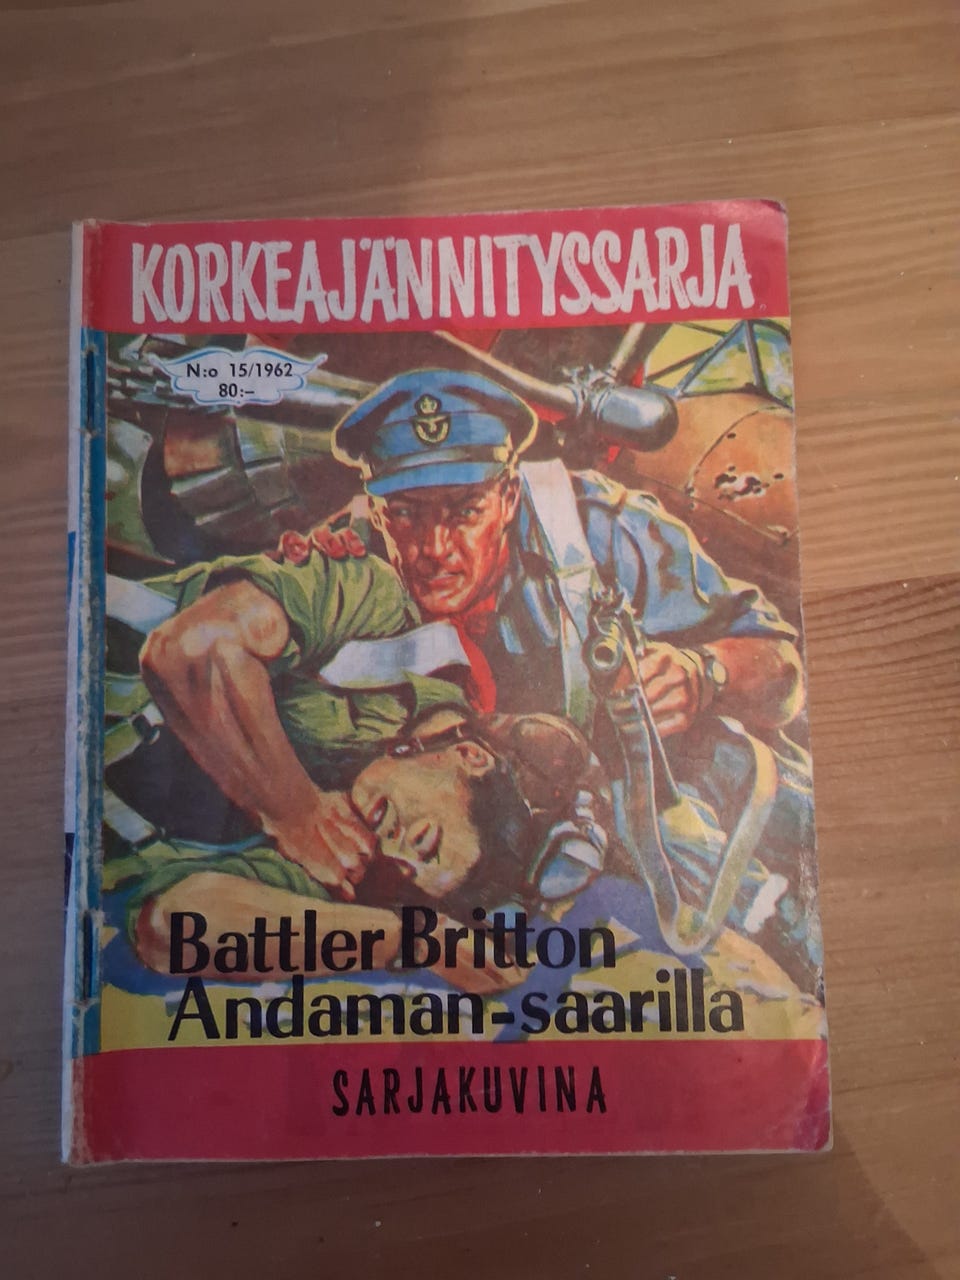 KORKEAJÄNNITYSSARJA
N:o 15/1962
80:–
Battler Britton
Andaman-saarilla
SARJAKUVINA